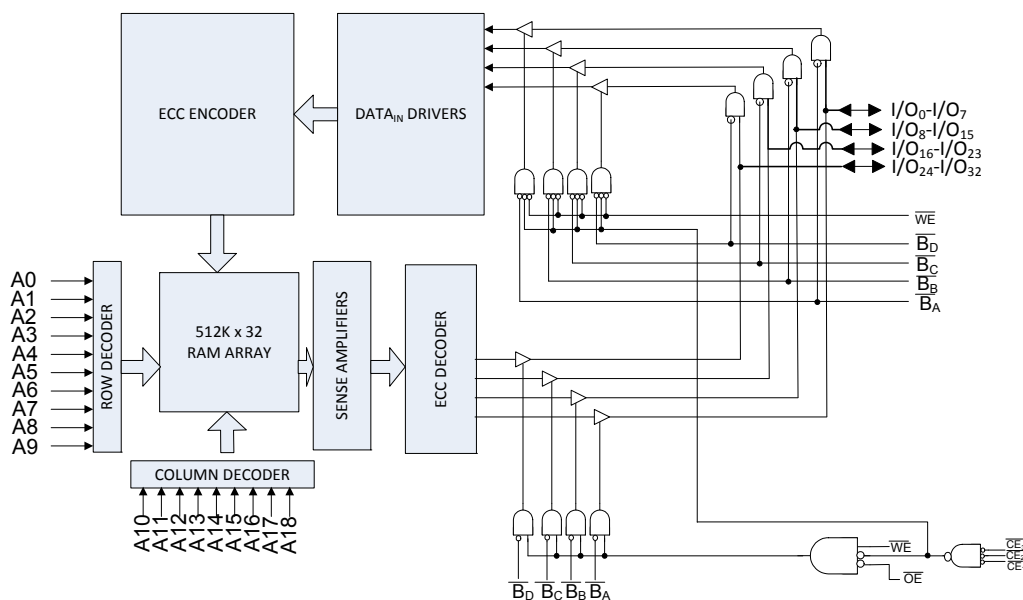 ECC ENCODER
DATAIN DRIVERS
I/O0-I/O7
I/O8-I/O15
I/O16-I/O23
I/O24-I/O32
WE
BD
BC
BB
BA
A0
A1
A2
A3
A4
A5
A6
A7
A8
A9
ROW DECODER
512K x 32
RAM ARRAY
SENSE AMPLIFIERS
ECC DECODER
COLUMN DECODER
A10
A11
A12
A13
A14
A15
A16
A17
A18
BD
BC
BB
BA
WE
OE